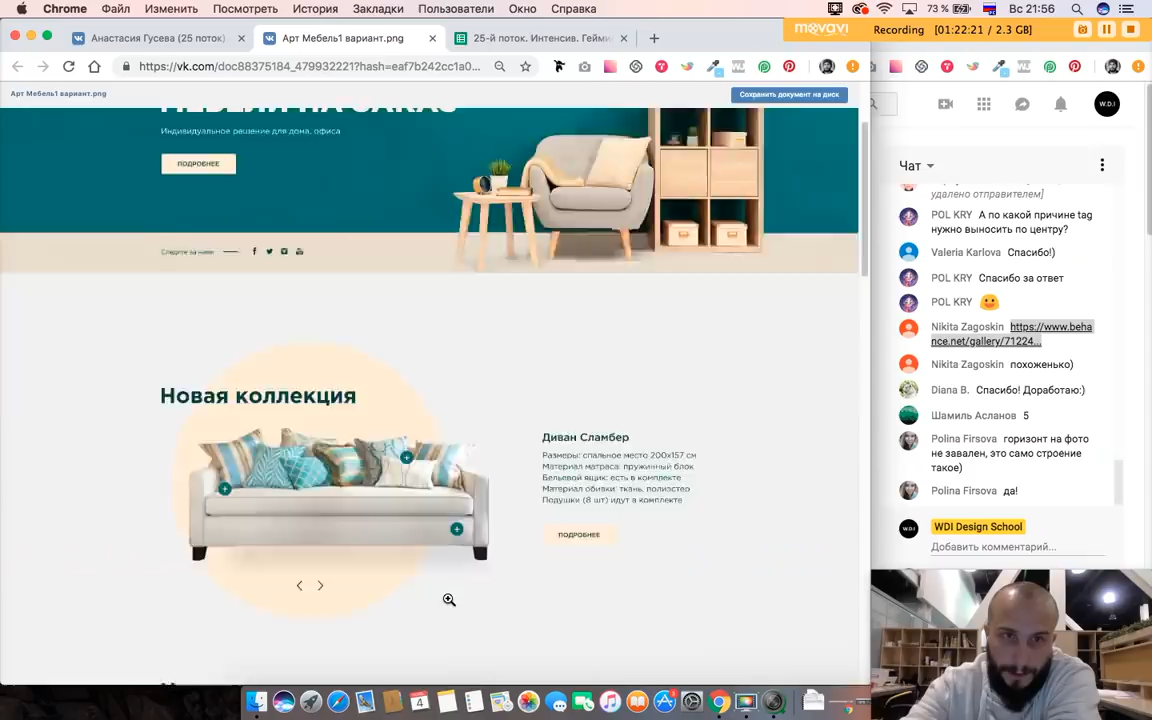 Chrome Файл Изменить Посмотреть История Закладки Пользователи Окно Справка
73 % Вс 21:56
movavi Recording [01:22:21 / 2.3 GB]
Анастасия Гусева (25 поток)
Арт Мебель1 вариант.png
25-й поток. Интенсив. Гейми
https://vk.com/doc88375184_479932221?hash=eaf7b242cc1a0...
Арт Мебель1 вариант.png
Сохранить документ на диск
Индивидуальное решение для дома, офиса
ПОДРОБНЕЕ
Следите за нами
Новая коллекция
Диван Сламбер
Размеры: спальное место 200х157 см
Материал матраса: пружинный блок
Бельевой ящик: есть в комплекте
Материал обивки: ткань, полиэстер
Подушки (8 шт) идут в комплекте
ПОДРОБНЕЕ
W.D.I
Чат
удалено отправителем]
POL KRY А по какой причине tag
нужно выносить по центру?
Valeria Karlova Спасибо!)
POL KRY Спасибо за ответ
POL KRY
Nikita Zagoskin https://www.beha
nce.net/gallery/71224...
Nikita Zagoskin похоженько)
Diana B. Спасибо! Доработаю:)
Шамиль Асланов 5
Polina Firsova горизонт на фото
не завален, это само строение
такое)
Polina Firsova да!
W.D.I WDI Design School
Добавить комментарий...